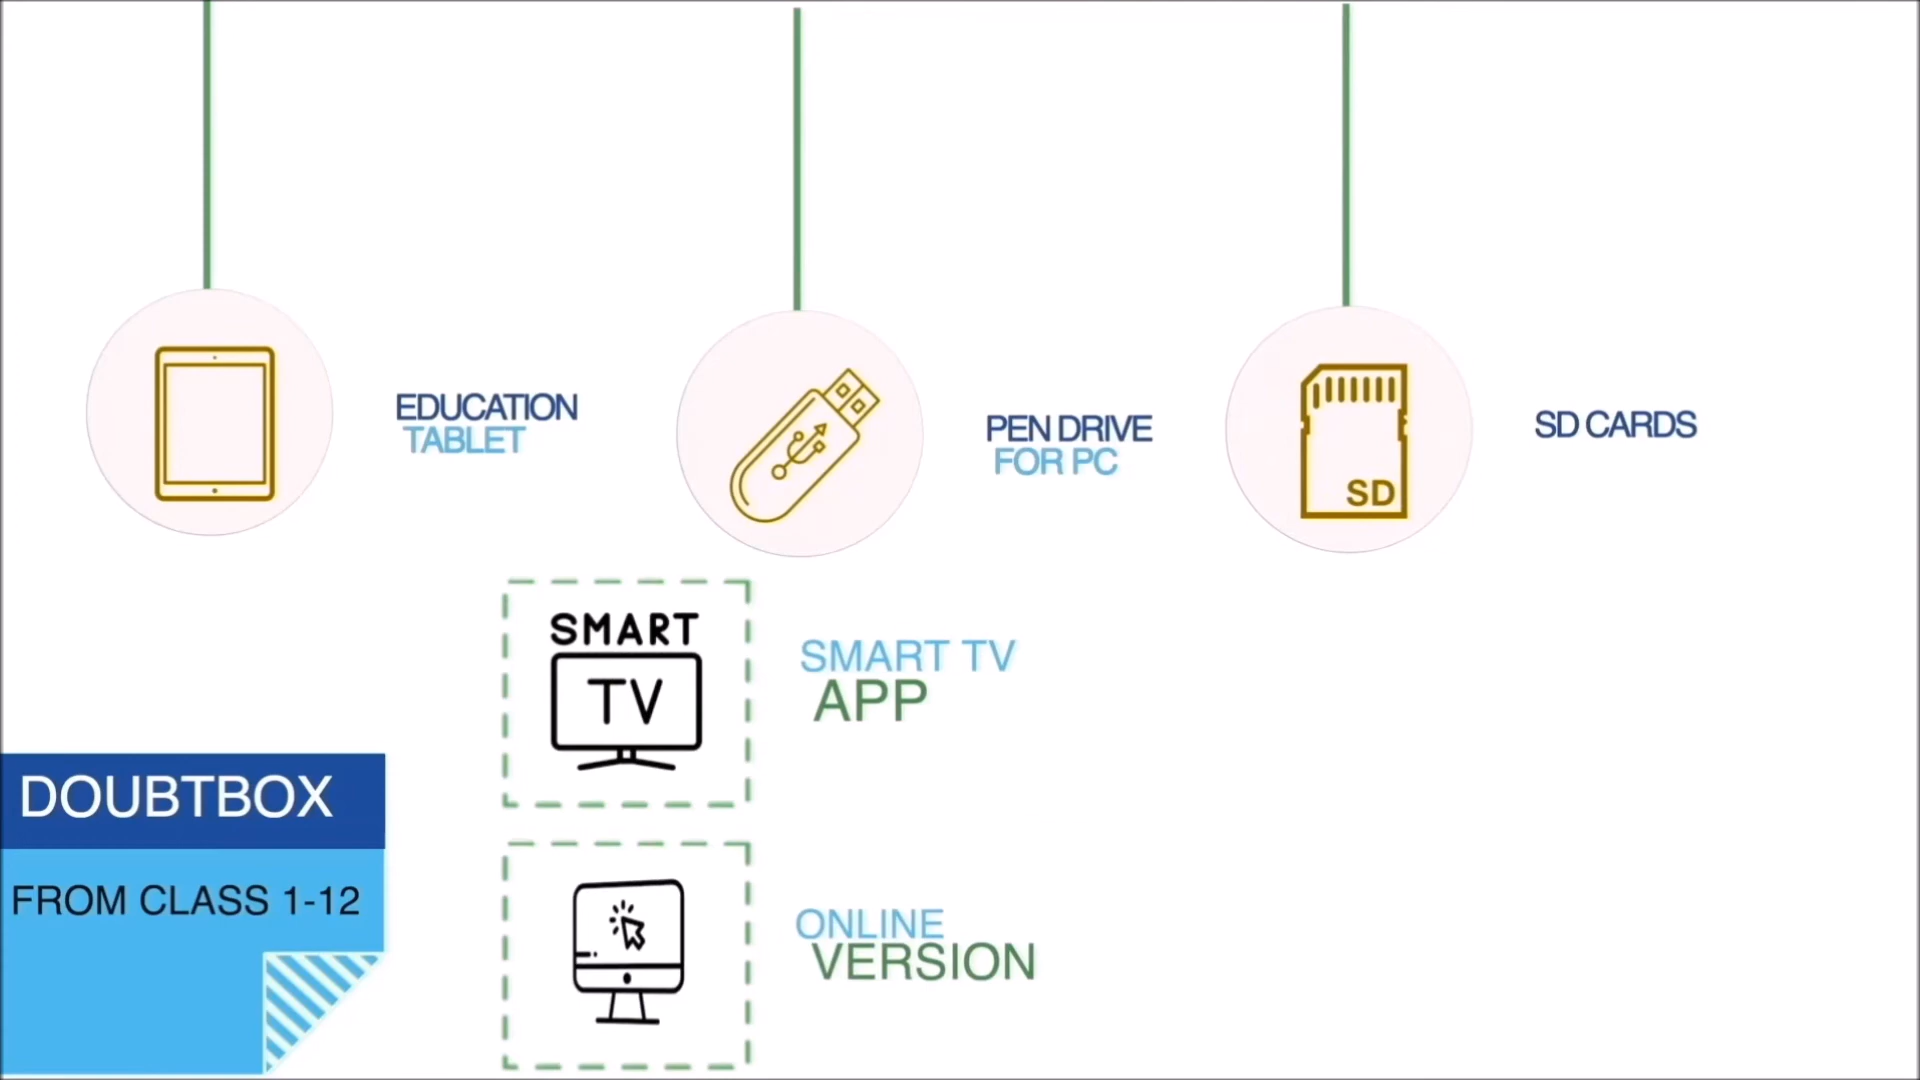 EDUCATION
TABLET
PEN DRIVE
FOR PC
SD
SD CARDS
SMART
TV
SMART TV
APP
DOUBTBOX
FROM CLASS 1-12
ONLINE
VERSION